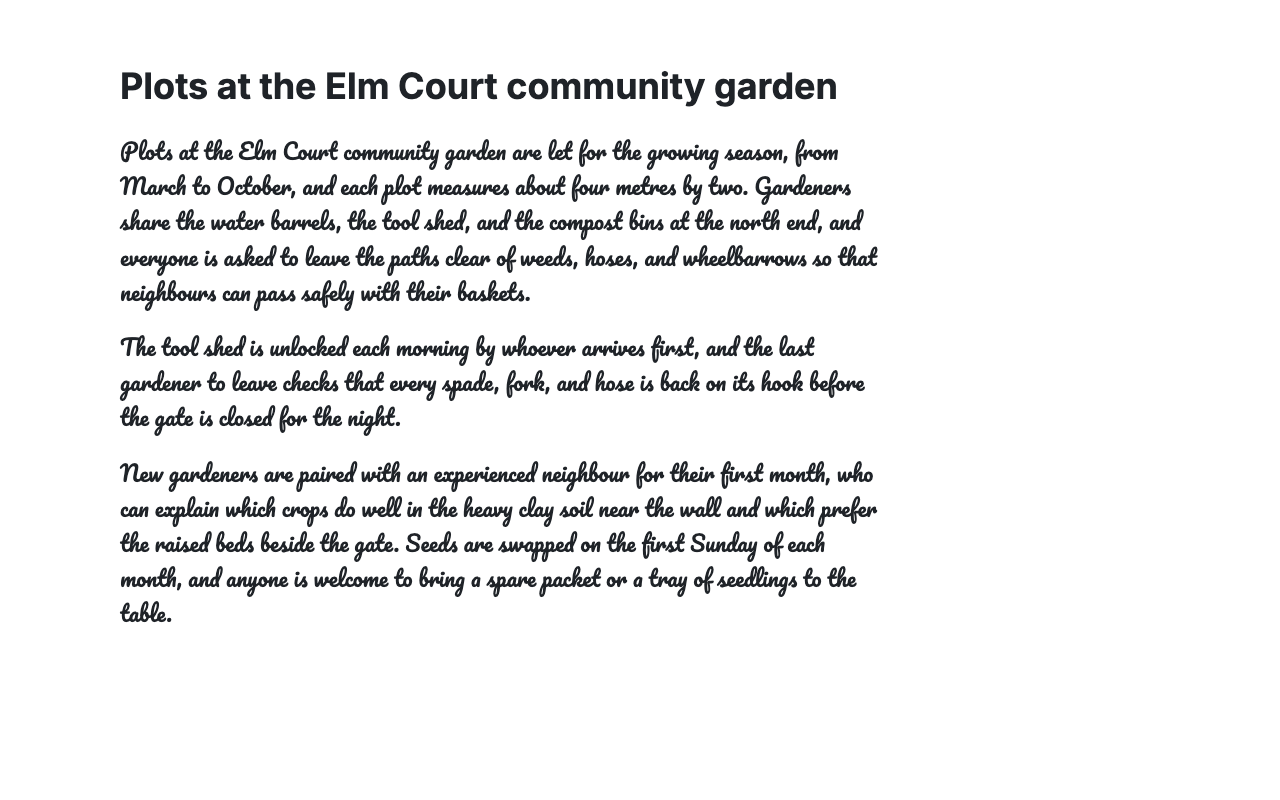 Plots at the Elm Court community garden
Plots at the Elm Court community garden are let for the growing season, from
March to October, and each plot measures about four metres by two. Gardeners
share the water barrels, the tool shed, and the compost bins at the north end, and
everyone is asked to leave the paths clear of weeds, hoses, and wheelbarrows so that
neighbours can pass safely with their baskets.
The tool shed is unlocked each morning by whoever arrives first, and the last
gardener to leave checks that every spade, fork, and hose is back on its hook before
the gate is closed for the night.
New gardeners are paired with an experienced neighbour for their first month, who
can explain which crops do well in the heavy clay soil near the wall and which prefer
the raised beds beside the gate. Seeds are swapped on the first Sunday of each
month, and anyone is welcome to bring a spare packet or a tray of seedlings to the
table.